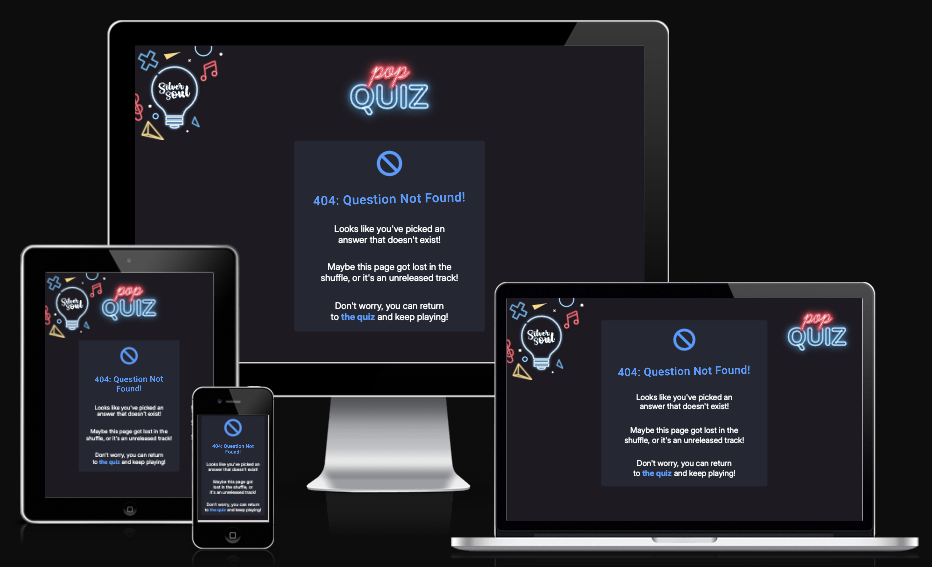 Silver
Soul
pop
QUIZ
404: Question Not Found!
Looks like you've picked an
answer that doesn't exist!
Maybe this page got lost in the
shuffle, or it's an unreleased track!
Don't worry, you can return
to the quiz and keep playing!
Silver
Soul
pop
QUIZ
404: Question Not
Found!
Looks like you've picked an
answer that doesn't exist!
Maybe this page got lost in the
shuffle, or it's an unreleased track!
Don't worry, you can return
to the quiz and keep playing!
404: Question Not
Found!
Looks like you've picked an
answer that doesn't exist!
Maybe this page got
lost in the shuffle, or
it's an unreleased track!
Don't worry, you can return
to the quiz and keep playing!
Silver
Soul
pop
QUIZ
404: Question Not Found!
Looks like you've picked an
answer that doesn't exist!
Maybe this page got lost in the
shuffle, or it's an unreleased track!
Don't worry, you can return
to the quiz and keep playing!